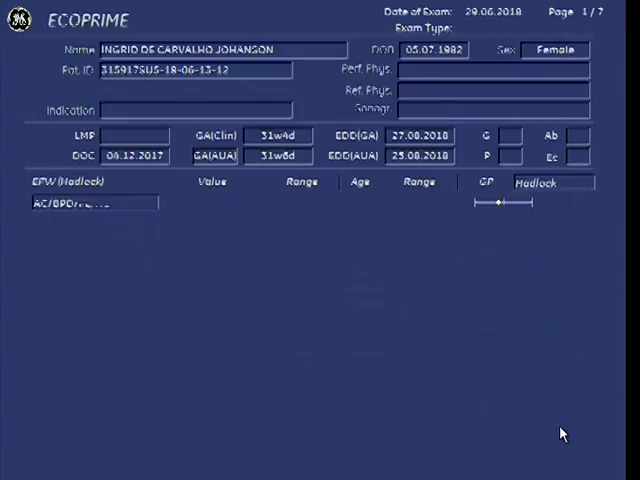 GE ECOPRIME Date of Exam: 29.06.2018 Page 1 / 7
Exam Type:
Name INGRID DE CARVALHO JOHANSON DOB 05.07.1982 Sex Female
Pat. ID 315917SUS-18-06-13-12 Perf. Phys.
Ref. Phys.
Indication Sonogr.
LMP GA(Clin) 31w4d EDD(GA) 27.08.2018 G Ab
DOC 04.12.2017 GA(AUA) 31w6d EDD(AUA) 25.08.2018 P Ec
EFW (Hadlock) Value Range Age Range GP Hadlock
AC/BPD/